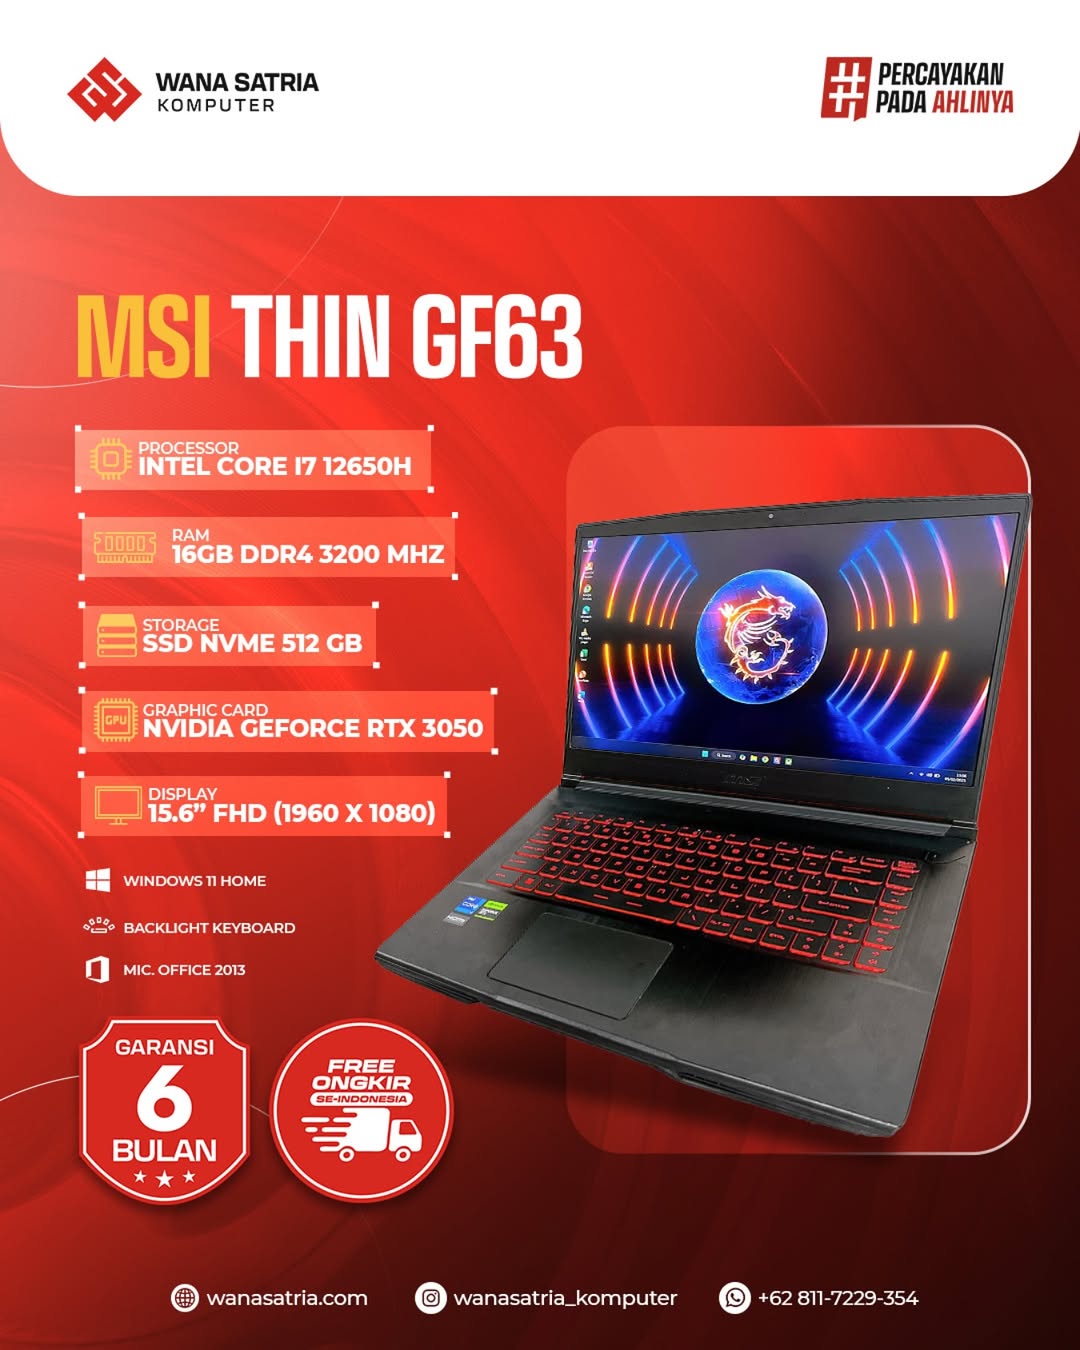 WANA SATRIA
KOMPUTER
# PERCAYAKAN
PADA AHLINYA
MSI THIN GF63
PROCESSOR
INTEL CORE I7 12650H
RAM
16GB DDR4 3200 MHZ
STORAGE
SSD NVME 512 GB
GPU
GRAPHIC CARD
NVIDIA GEFORCE RTX 3050
DISPLAY
15.6” FHD (1960 X 1080)
WINDOWS 11 HOME
BACKLIGHT KEYBOARD
MIC. OFFICE 2013
GARANSI
6
BULAN
FREE
ONGKIR
SE-INDONESIA
wanasatria.com
wanasatria_komputer
+62 811-7229-354